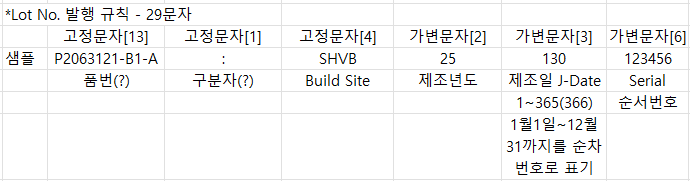 *Lot No. 발행 규칙 - 29문자
고정문자[13] 고정문자[1] 고정문자[4] 가변문자[2] 가변문자[3] 가변문자[6]
샘플 P2063121-B1-A : SHVB 25 130 123456
품번(?) 구분자(?) Build Site 제조년도 제조일 J-Date Serial
1~365(366) 순서번호
1월1일~12월
31까지를 순차
번호로 표기